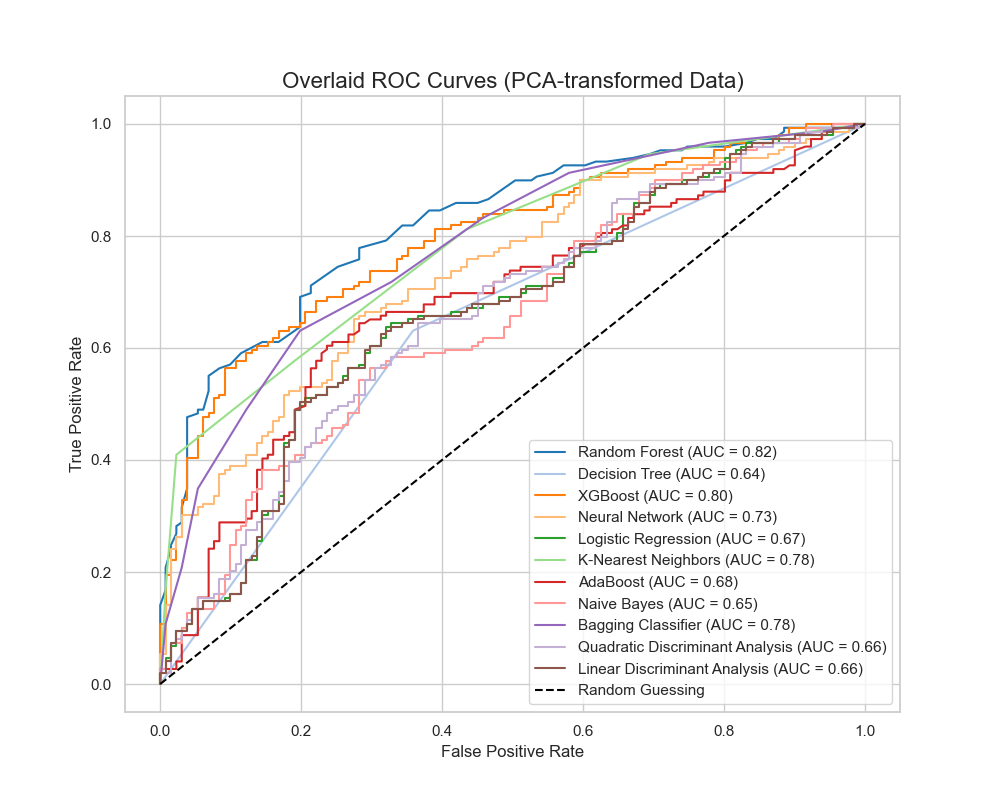 Overlaid ROC Curves (PCA-transformed Data)
True Positive Rate
1.0
0.8
0.6
0.4
0.2
0.0
Random Forest (AUC = 0.82)
Decision Tree (AUC = 0.64)
XGBoost (AUC = 0.80)
Neural Network (AUC = 0.73)
Logistic Regression (AUC = 0.67)
K-Nearest Neighbors (AUC = 0.78)
AdaBoost (AUC = 0.68)
Naive Bayes (AUC = 0.65)
Bagging Classifier (AUC = 0.78)
Quadratic Discriminant Analysis (AUC = 0.66)
Linear Discriminant Analysis (AUC = 0.66)
Random Guessing
0.0 0.2 0.4 0.6 0.8 1.0
False Positive Rate